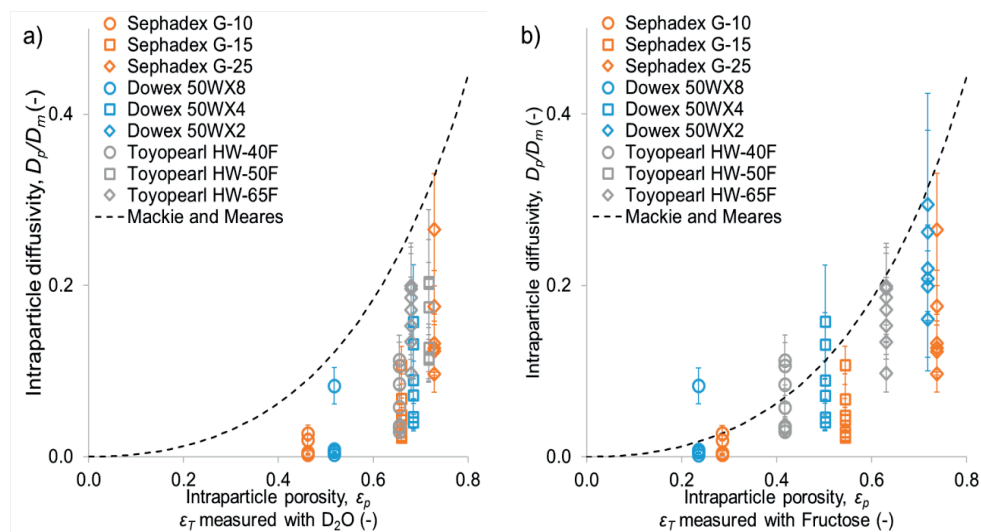 a)
Sephadex G-10
Sephadex G-15
Sephadex G-25
Dowex 50WX8
Dowex 50WX4
Dowex 50WX2
Toyopearl HW-40F
Toyopearl HW-50F
Toyopearl HW-65F
Mackie and Meares
Intraparticle diffusivity, Dp/Dm (-)
0.4
0.2
0.0
0.0 0.2 0.4 0.6 0.8
Intraparticle porosity, εp
εT measured with D2O (-)
b)
Sephadex G-10
Sephadex G-15
Sephadex G-25
Dowex 50WX8
Dowex 50WX4
Dowex 50WX2
Toyopearl HW-40F
Toyopearl HW-50F
Toyopearl HW-65F
Mackie and Meares
Intraparticle diffusivity, Dp/Dm (-)
0.4
0.2
0.0
0.0 0.2 0.4 0.6 0.8
Intraparticle porosity, εp
εT measured with Fructose (-)